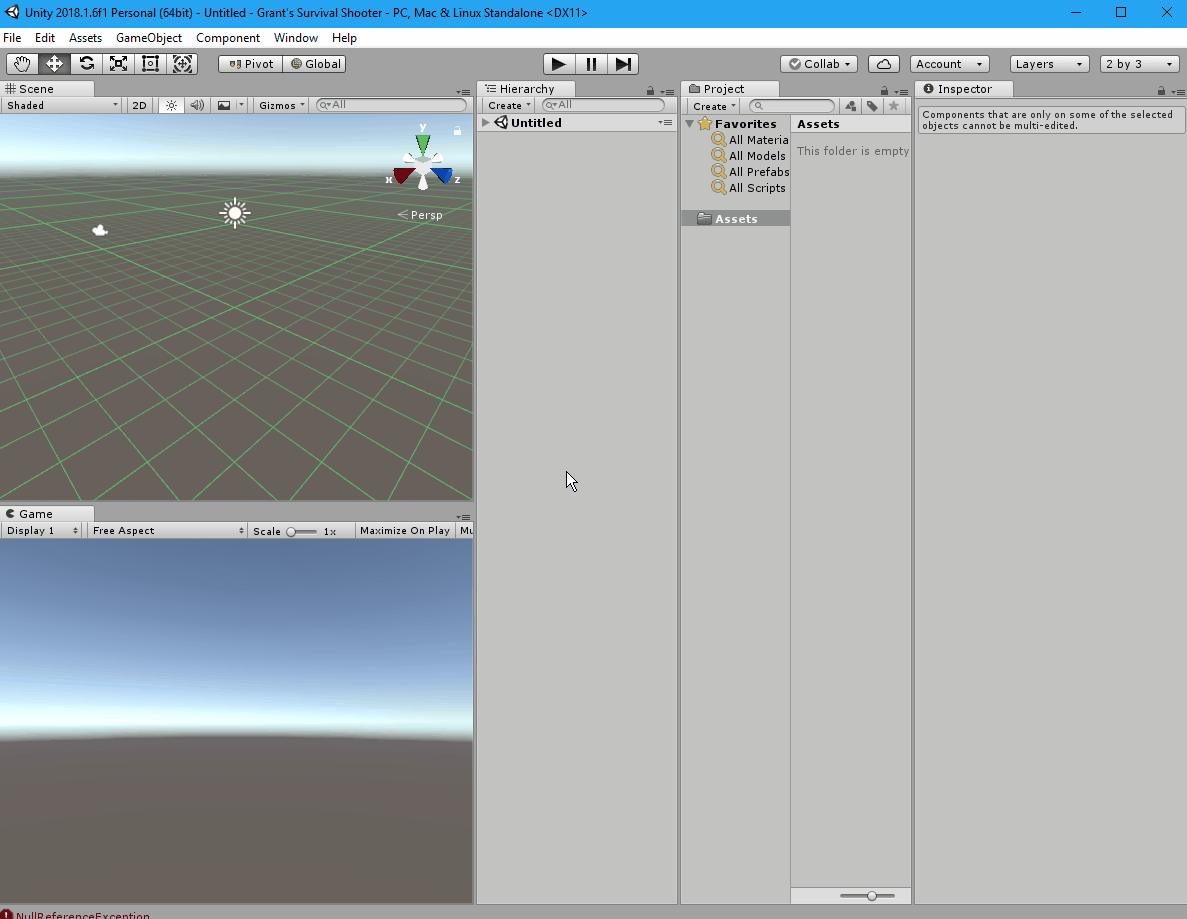 Unity 2018.1.6f1 Personal (64bit) - Untitled - Grant's Survival Shooter - PC, Mac & Linux Standalone <DX11>
File Edit Assets GameObject Component Window Help
Pivot Global Collab Account Layers 2 by 3
Scene
Shaded 2D Gizmos All
y
x
z
Persp
Game
Display 1 Free Aspect Scale 1x Maximize On Play Mu
Hierarchy
Create All
Untitled
Project
Create
Favorites
All Materia
All Models
All Prefabs
All Scripts
Assets
Assets
This folder is empty
Inspector
Components that are only on some of the selected
objects cannot be multi-edited.
NullReferenceException